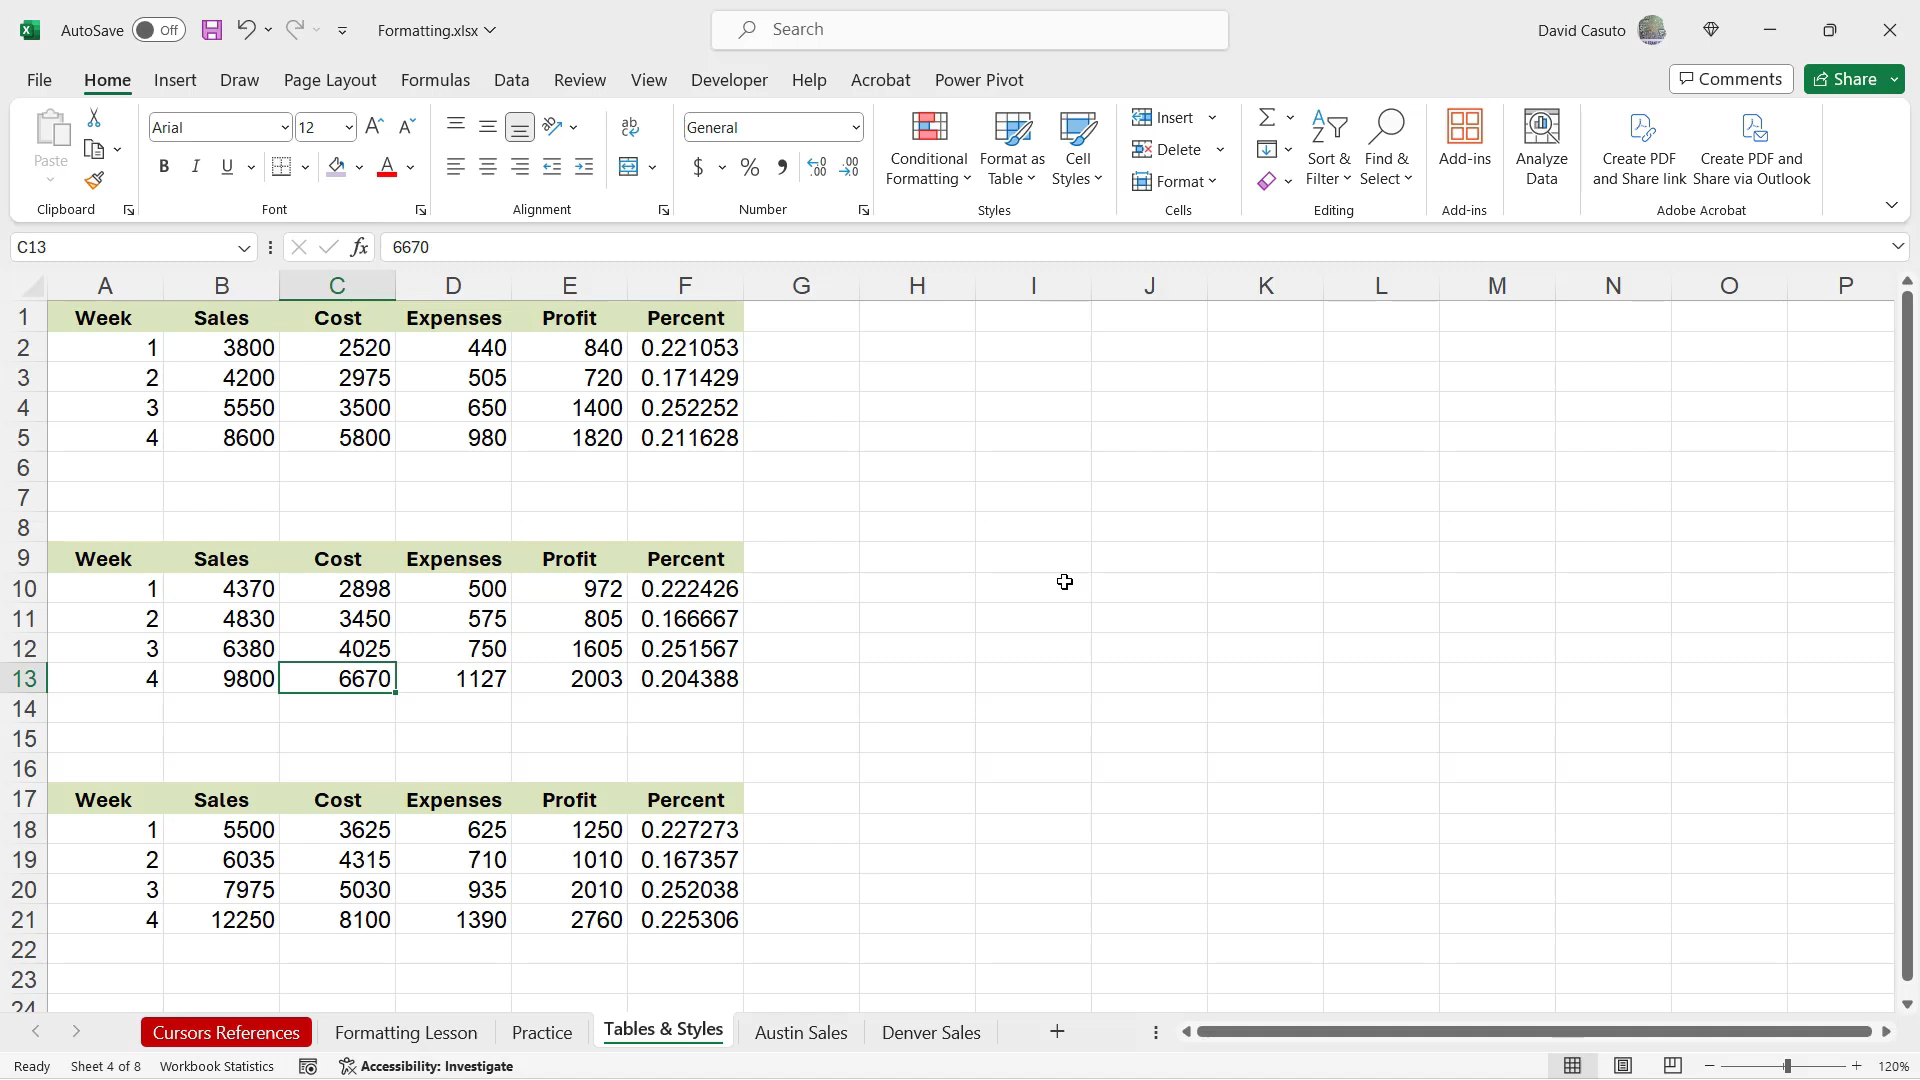 AutoSave Off Formatting.xlsx Search David Casuto
File Home Insert Draw Page Layout Formulas Data Review View Developer Help Acrobat Power Pivot Comments Share
Paste
Clipboard
Arial 12
Font
Alignment
General
Number
Conditional Formatting
Format as Table
Cell Styles
Styles
Insert
Delete
Format
Cells
Sort & Filter
Find & Select
Editing
Add-ins
Add-ins
Analyze Data
Create PDF and Share link
Create PDF and Share via Outlook
Adobe Acrobat
C13 fx 6670
A B C D E F G H I J K L M N O P
1 Week Sales Cost Expenses Profit Percent
2 1 3800 2520 440 840 0.221053
3 2 4200 2975 505 720 0.171429
4 3 5550 3500 650 1400 0.252252
5 4 8600 5800 980 1820 0.211628
6
7
8
9 Week Sales Cost Expenses Profit Percent
10 1 4370 2898 500 972 0.222426
11 2 4830 3450 575 805 0.166667
12 3 6380 4025 750 1605 0.251567
13 4 9800 6670 1127 2003 0.204388
14
15
16
17 Week Sales Cost Expenses Profit Percent
18 1 5500 3625 625 1250 0.227273
19 2 6035 4315 710 1010 0.167357
20 3 7975 5030 935 2010 0.252038
21 4 12250 8100 1390 2760 0.225306
22
23
24
Cursors References Formatting Lesson Practice Tables & Styles Austin Sales Denver Sales
Ready Sheet 4 of 8 Workbook Statistics Accessibility: Investigate 120%